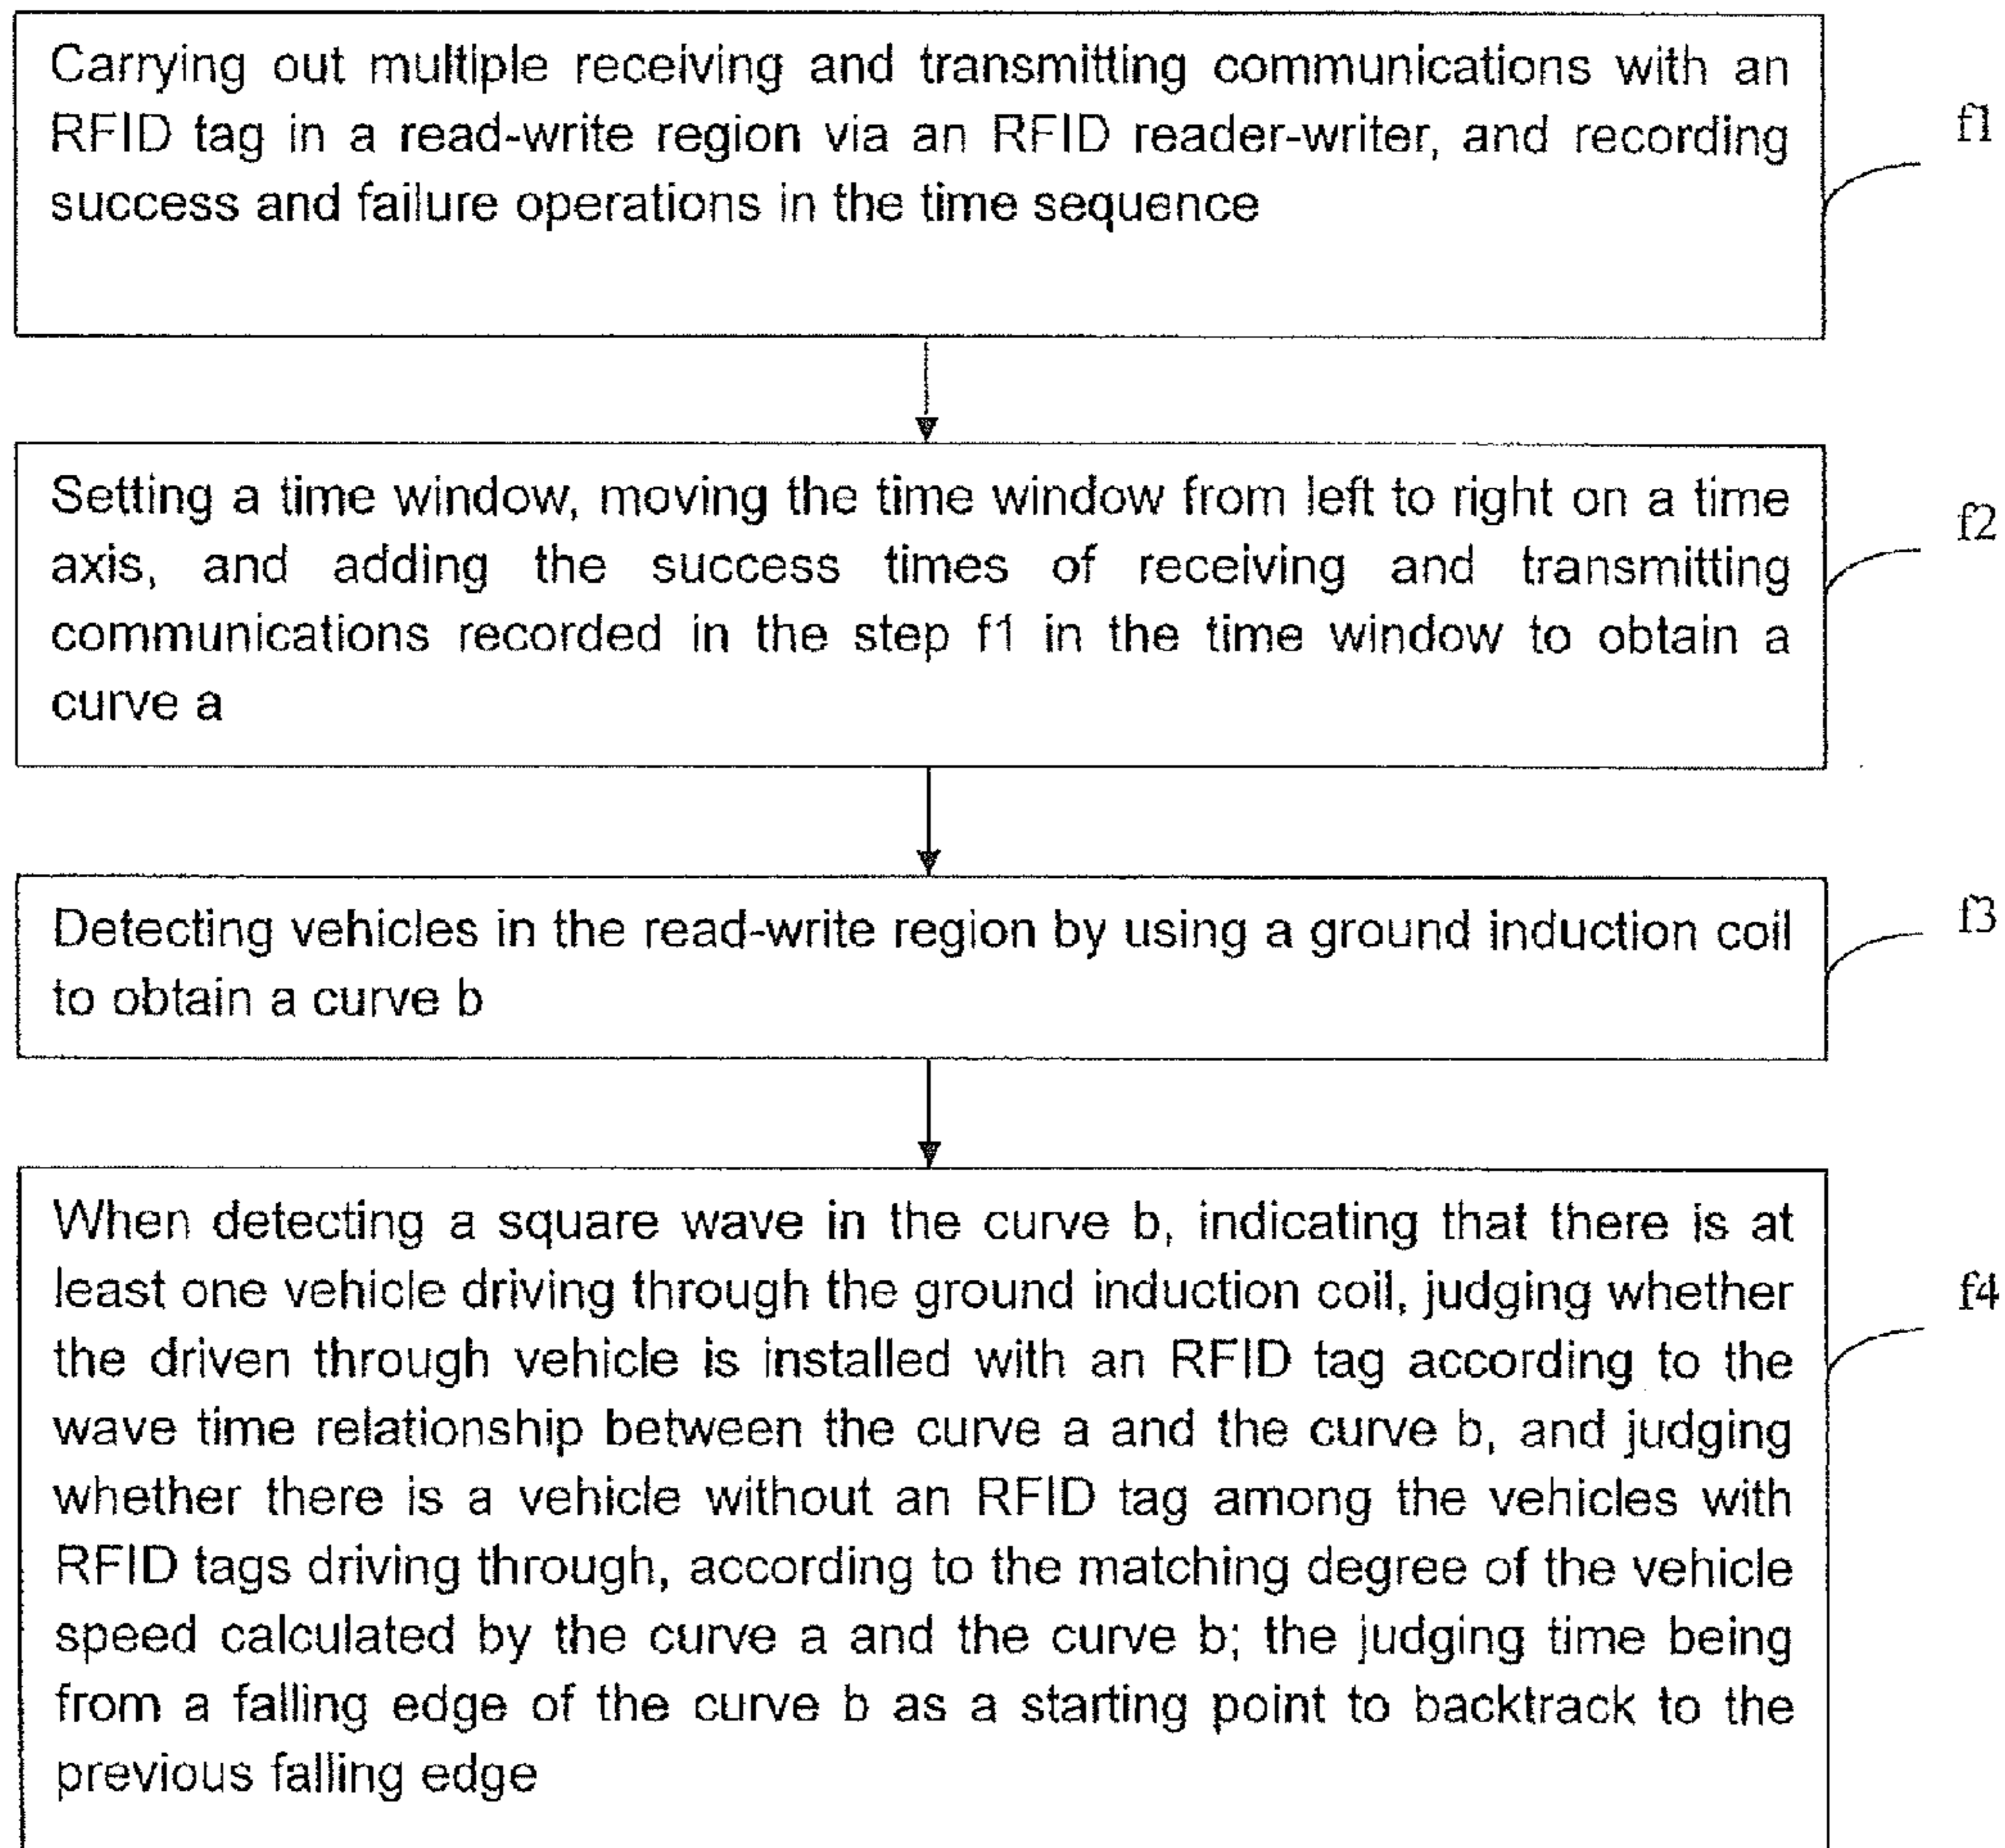 Carrying out multiple receiving and transmitting communications with an
RFID tag in a read-write region via an RFID reader-writer, and recording
success and failure operations in the time sequence
f1
Setting a time window, moving the time window from left to right on a time
axis, and adding the success times of receiving and transmitting
communications recorded in the step f1 in the time window to obtain a
curve a
f2
Detecting vehicles in the read-write region by using a ground induction coil
to obtain a curve b
f3
When detecting a square wave in the curve b, indicating that there is at
least one vehicle driving through the ground induction coil, judging whether
the driven through vehicle is installed with an RFID tag according to the
wave time relationship between the curve a and the curve b, and judging
whether there is a vehicle without an RFID tag among the vehicles with
RFID tags driving through, according to the matching degree of the vehicle
speed calculated by the curve a and the curve b; the judging time being
from a falling edge of the curve b as a starting point to backtrack to the
previous falling edge
f4